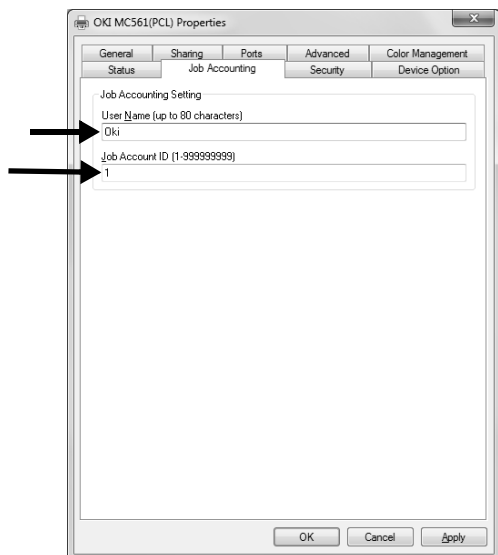 OKI MC561(PCL) Properties
General Sharing Ports Advanced Color Management
Status Job Accounting Security Device Option
Job Accounting Setting
User Name (up to 80 characters)
Oki
Job Account ID (1-999999999)
1
OK Cancel Apply